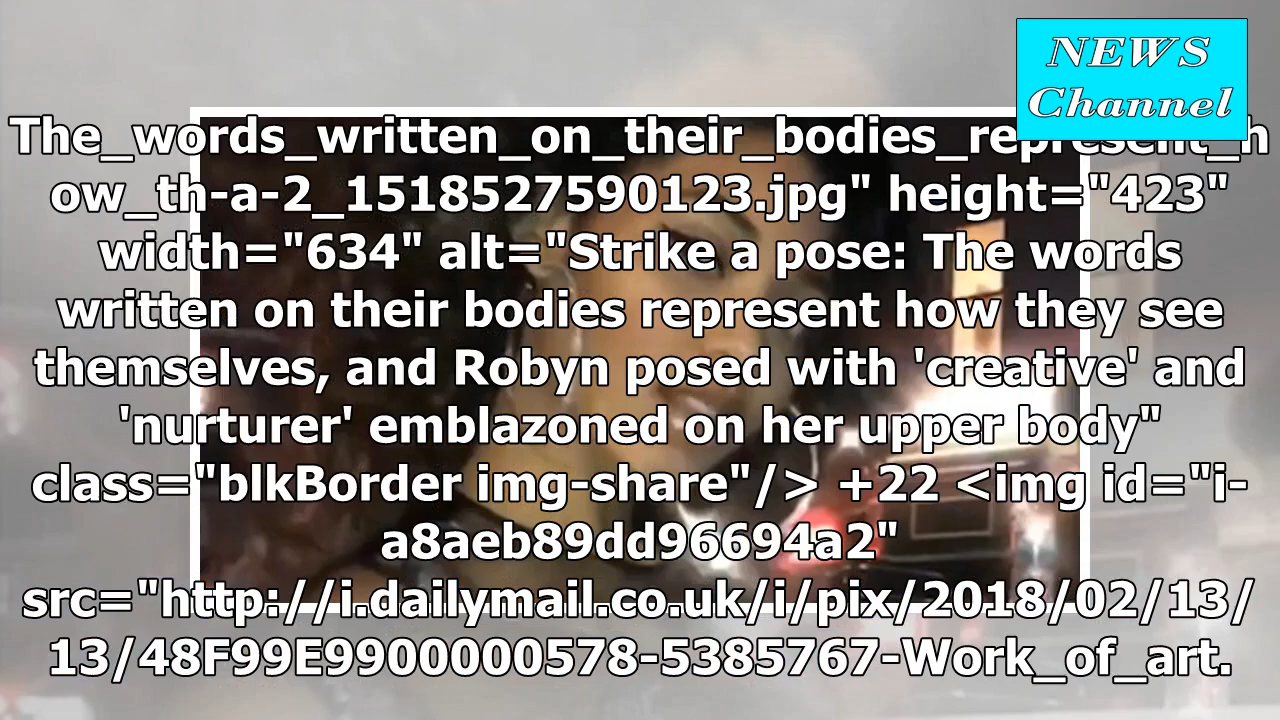 NEWS
Channel
The_words_written_on_their_bodies_represent_h
ow_th-a-2_1518527590123.jpg" height="423"
width="634" alt="Strike a pose: The words
written on their bodies represent how they see
themselves, and Robyn posed with 'creative' and
'nurturer' emblazoned on her upper body"
class="blkBorder img-share"/> +22 <img id="i-
a8aeb89dd96694a2"
src="http://i.dailymail.co.uk/i/pix/2018/02/13/
13/48F99E9900000578-5385767-Work_of_art.